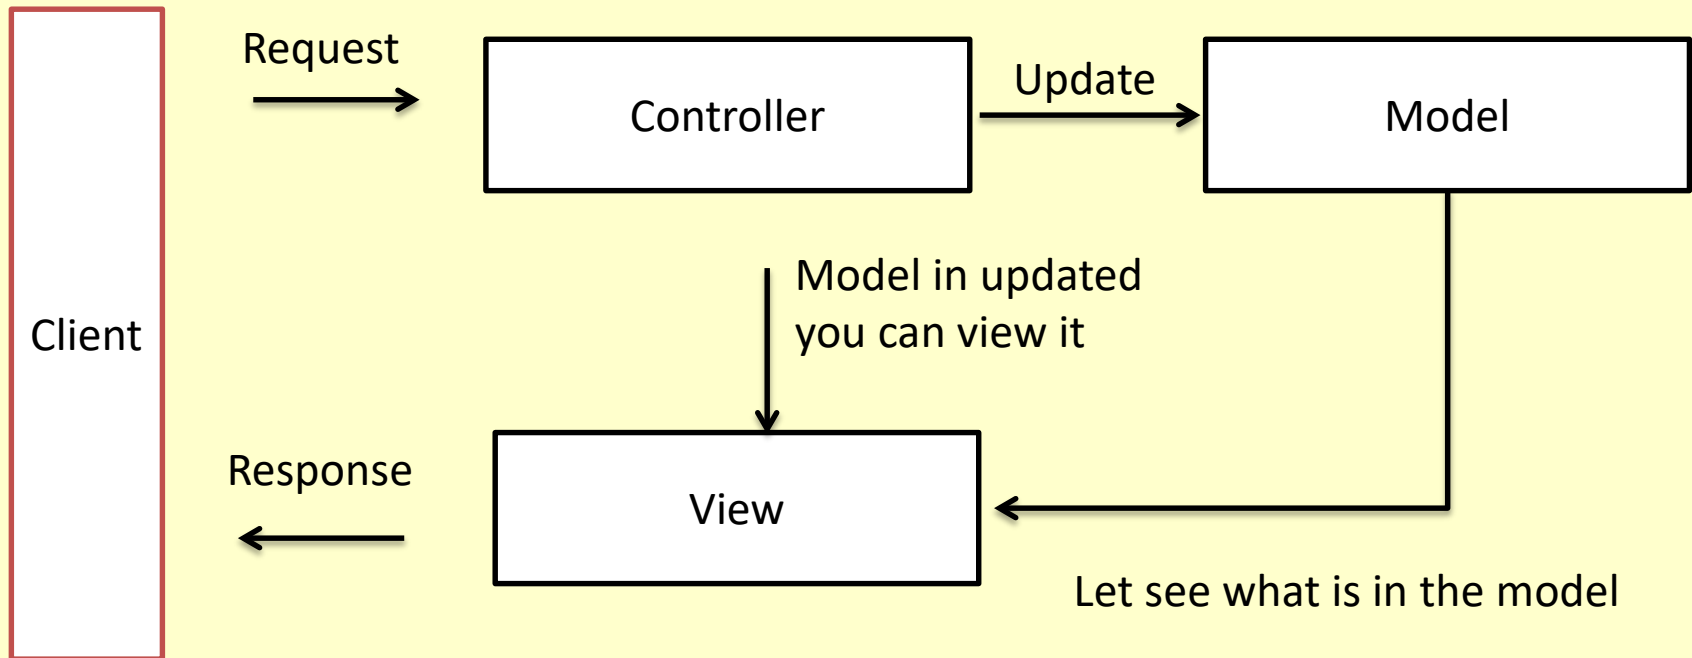 Request
Controller
Update
Model
Client
Model in updated
you can view it
Response
View
Let see what is in the model